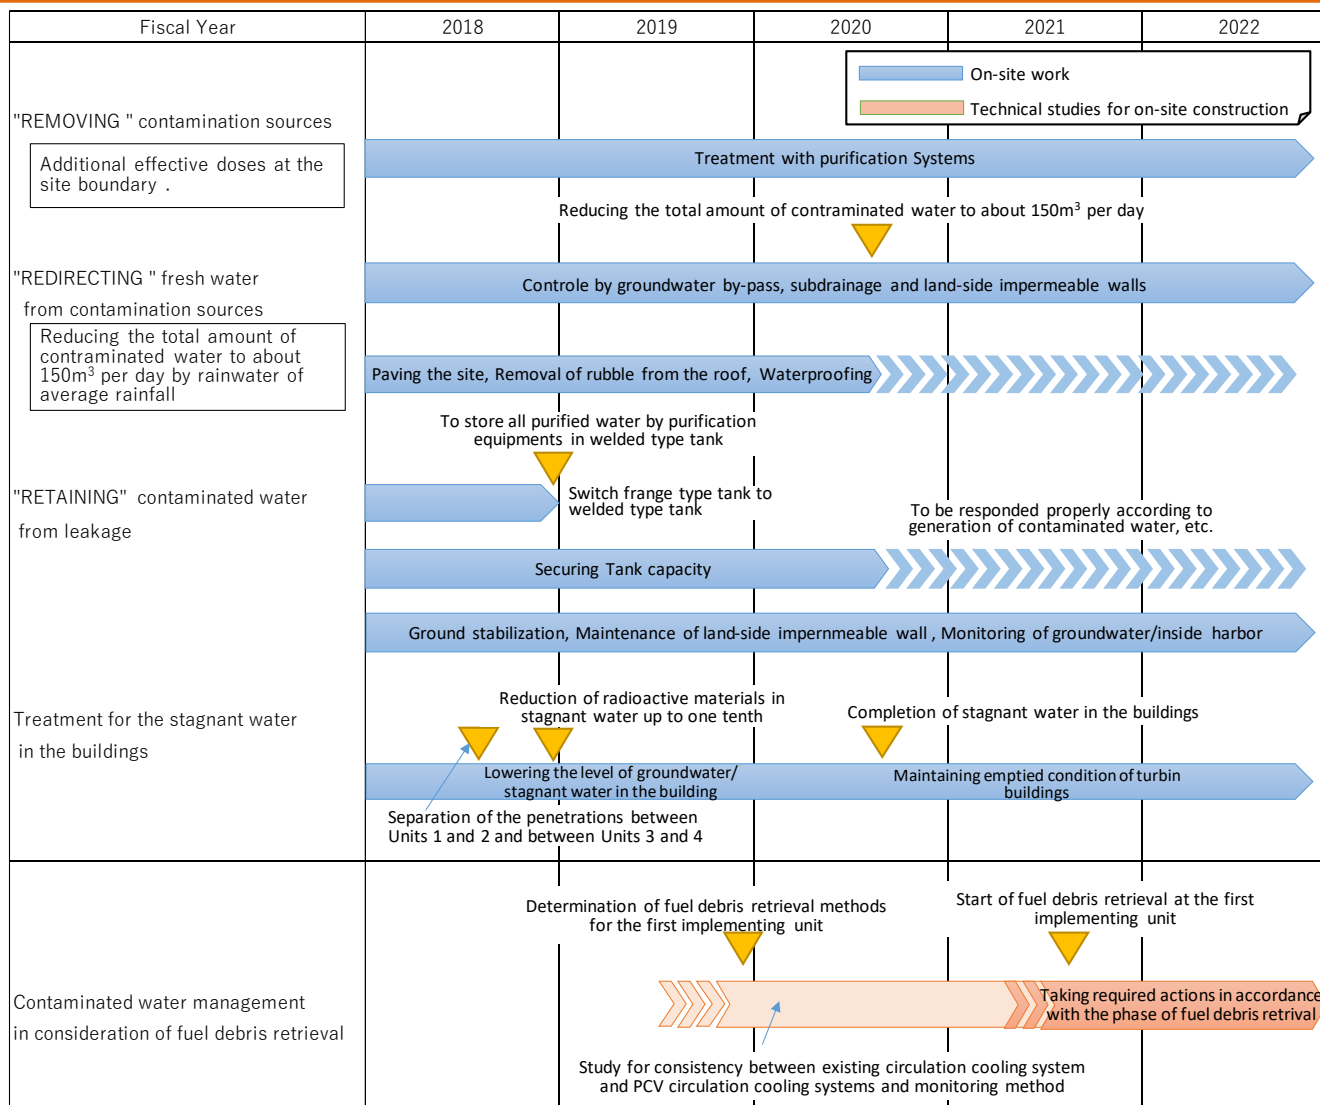 Fiscal Year
2018
2019
2020
2021
2022
On-site work
Technical studies for on-site construction
"REMOVING " contamination sources
Additional effective doses at the
site boundary .
Treatment with purification Systems
Reducing the total amount of contraminated water to about 150m³ per day
"REDIRECTING " fresh water
from contamination sources
Controle by groundwater by-pass, subdrainage and land-side impermeable walls
Reducing the total amount of
contraminated water to about
150m³ per day by rainwater of
average rainfall
Paving the site, Removal of rubble from the roof, Waterproofing
To store all purified water by purification
equipments in welded type tank
"RETAINING" contaminated water
from leakage
Switch frange type tank to
welded type tank
To be responded properly according to
generation of contaminated water, etc.
Securing Tank capacity
Ground stabilization, Maintenance of land-side impernmeable wall , Monitoring of groundwater/inside harbor
Treatment for the stagnant water
in the buildings
Reduction of radioactive materials in
stagnant water up to one tenth
Completion of stagnant water in the buildings
Lowering the level of groundwater/
stagnant water in the building
Maintaining emptied condition of turbin
buildings
Separation of the penetrations between
Units 1 and 2 and between Units 3 and 4
Determination of fuel debris retrieval methods
for the first implementing unit
Start of fuel debris retrieval at the first
implementing unit
Contaminated water management
in consideration of fuel debris retrieval
Taking required actions in accordance
with the phase of fuel debris retrival
Study for consistency between existing circulation cooling system
and PCV circulation cooling systems and monitoring method